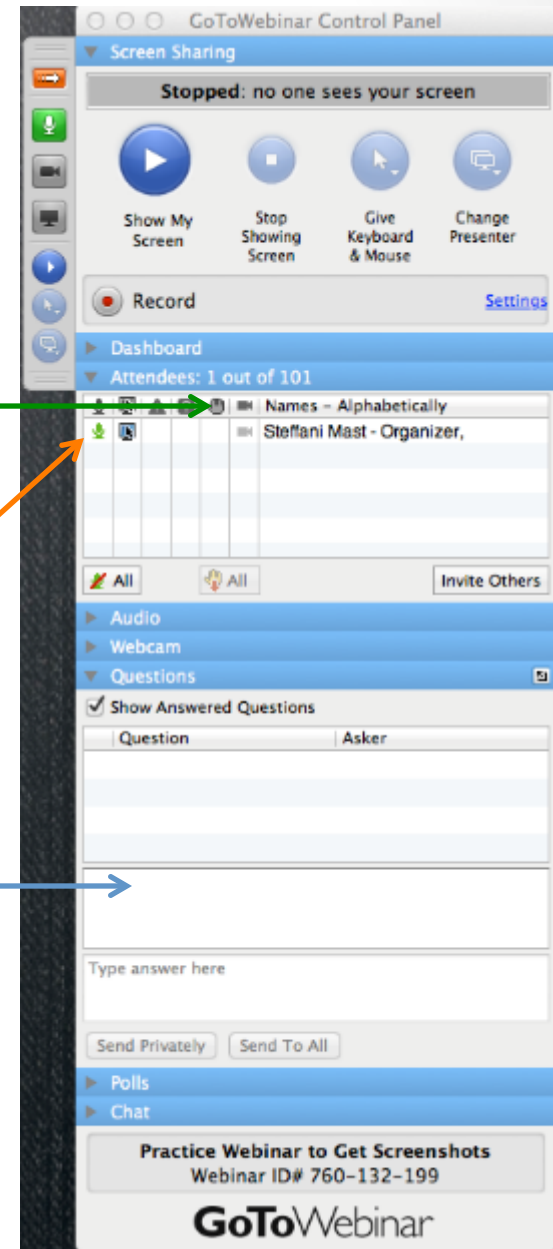 GoToWebinar Control Panel
Screen Sharing
Stopped: no one sees your screen
Show My Screen
Stop Showing Screen
Give Keyboard & Mouse
Change Presenter
Record
Settings
Dashboard
Attendees: 1 out of 101
Names - Alphabetically
Steffani Mast - Organizer,
All
All
Invite Others
Audio
Webcam
Questions
Show Answered Questions
Question Asker
Type answer here
Send Privately Send To All
Polls
Chat
Practice Webinar to Get Screenshots
Webinar ID# 760-132-199
GoToWebinar